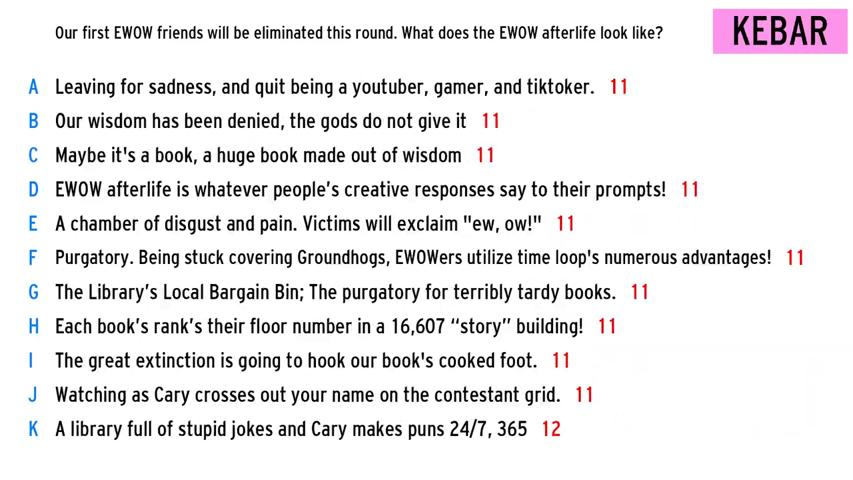 Our first EWOW friends will be eliminated this round. What does the EWOW afterlife look like?
KEBAR
A Leaving for sadness, and quit being a youtuber, gamer, and tiktoker. 11
B Our wisdom has been denied, the gods do not give it 11
C Maybe it's a book, a huge book made out of wisdom 11
D EWOW afterlife is whatever people’s creative responses say to their prompts! 11
E A chamber of disgust and pain. Victims will exclaim "ew, ow!" 11
F Purgatory. Being stuck covering Groundhogs, EWOWers utilize time loop's numerous advantages! 11
G The Library’s Local Bargain Bin; The purgatory for terribly tardy books. 11
H Each book’s rank’s their floor number in a 16,607 “story” building! 11
I The great extinction is going to hook our book's cooked foot. 11
J Watching as Cary crosses out your name on the contestant grid. 11
K A library full of stupid jokes and Cary makes puns 24/7, 365 12